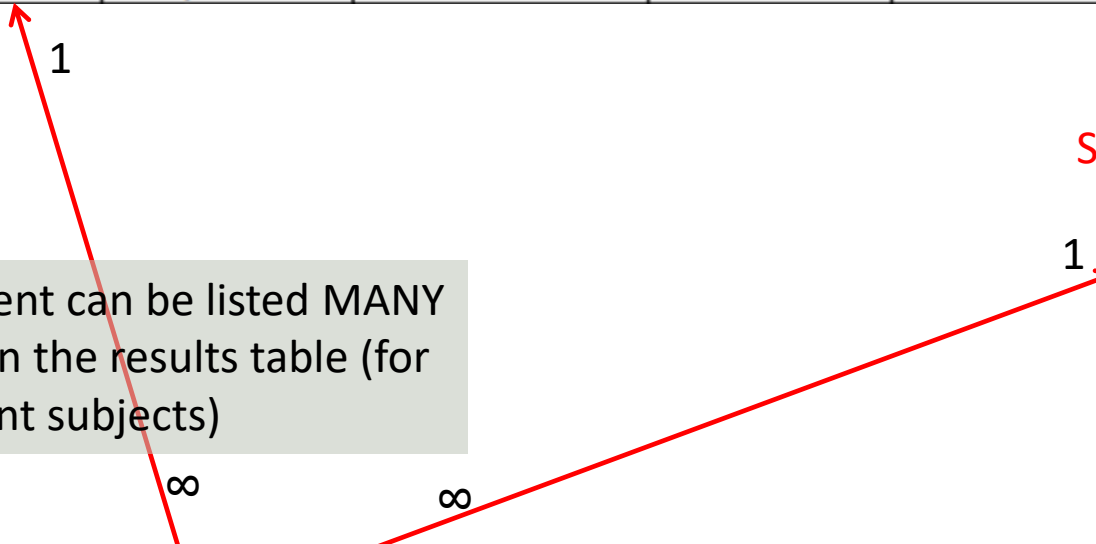 1
S
1
ent can be listed MANY
n the results table (for
nt subjects)
∞
∞